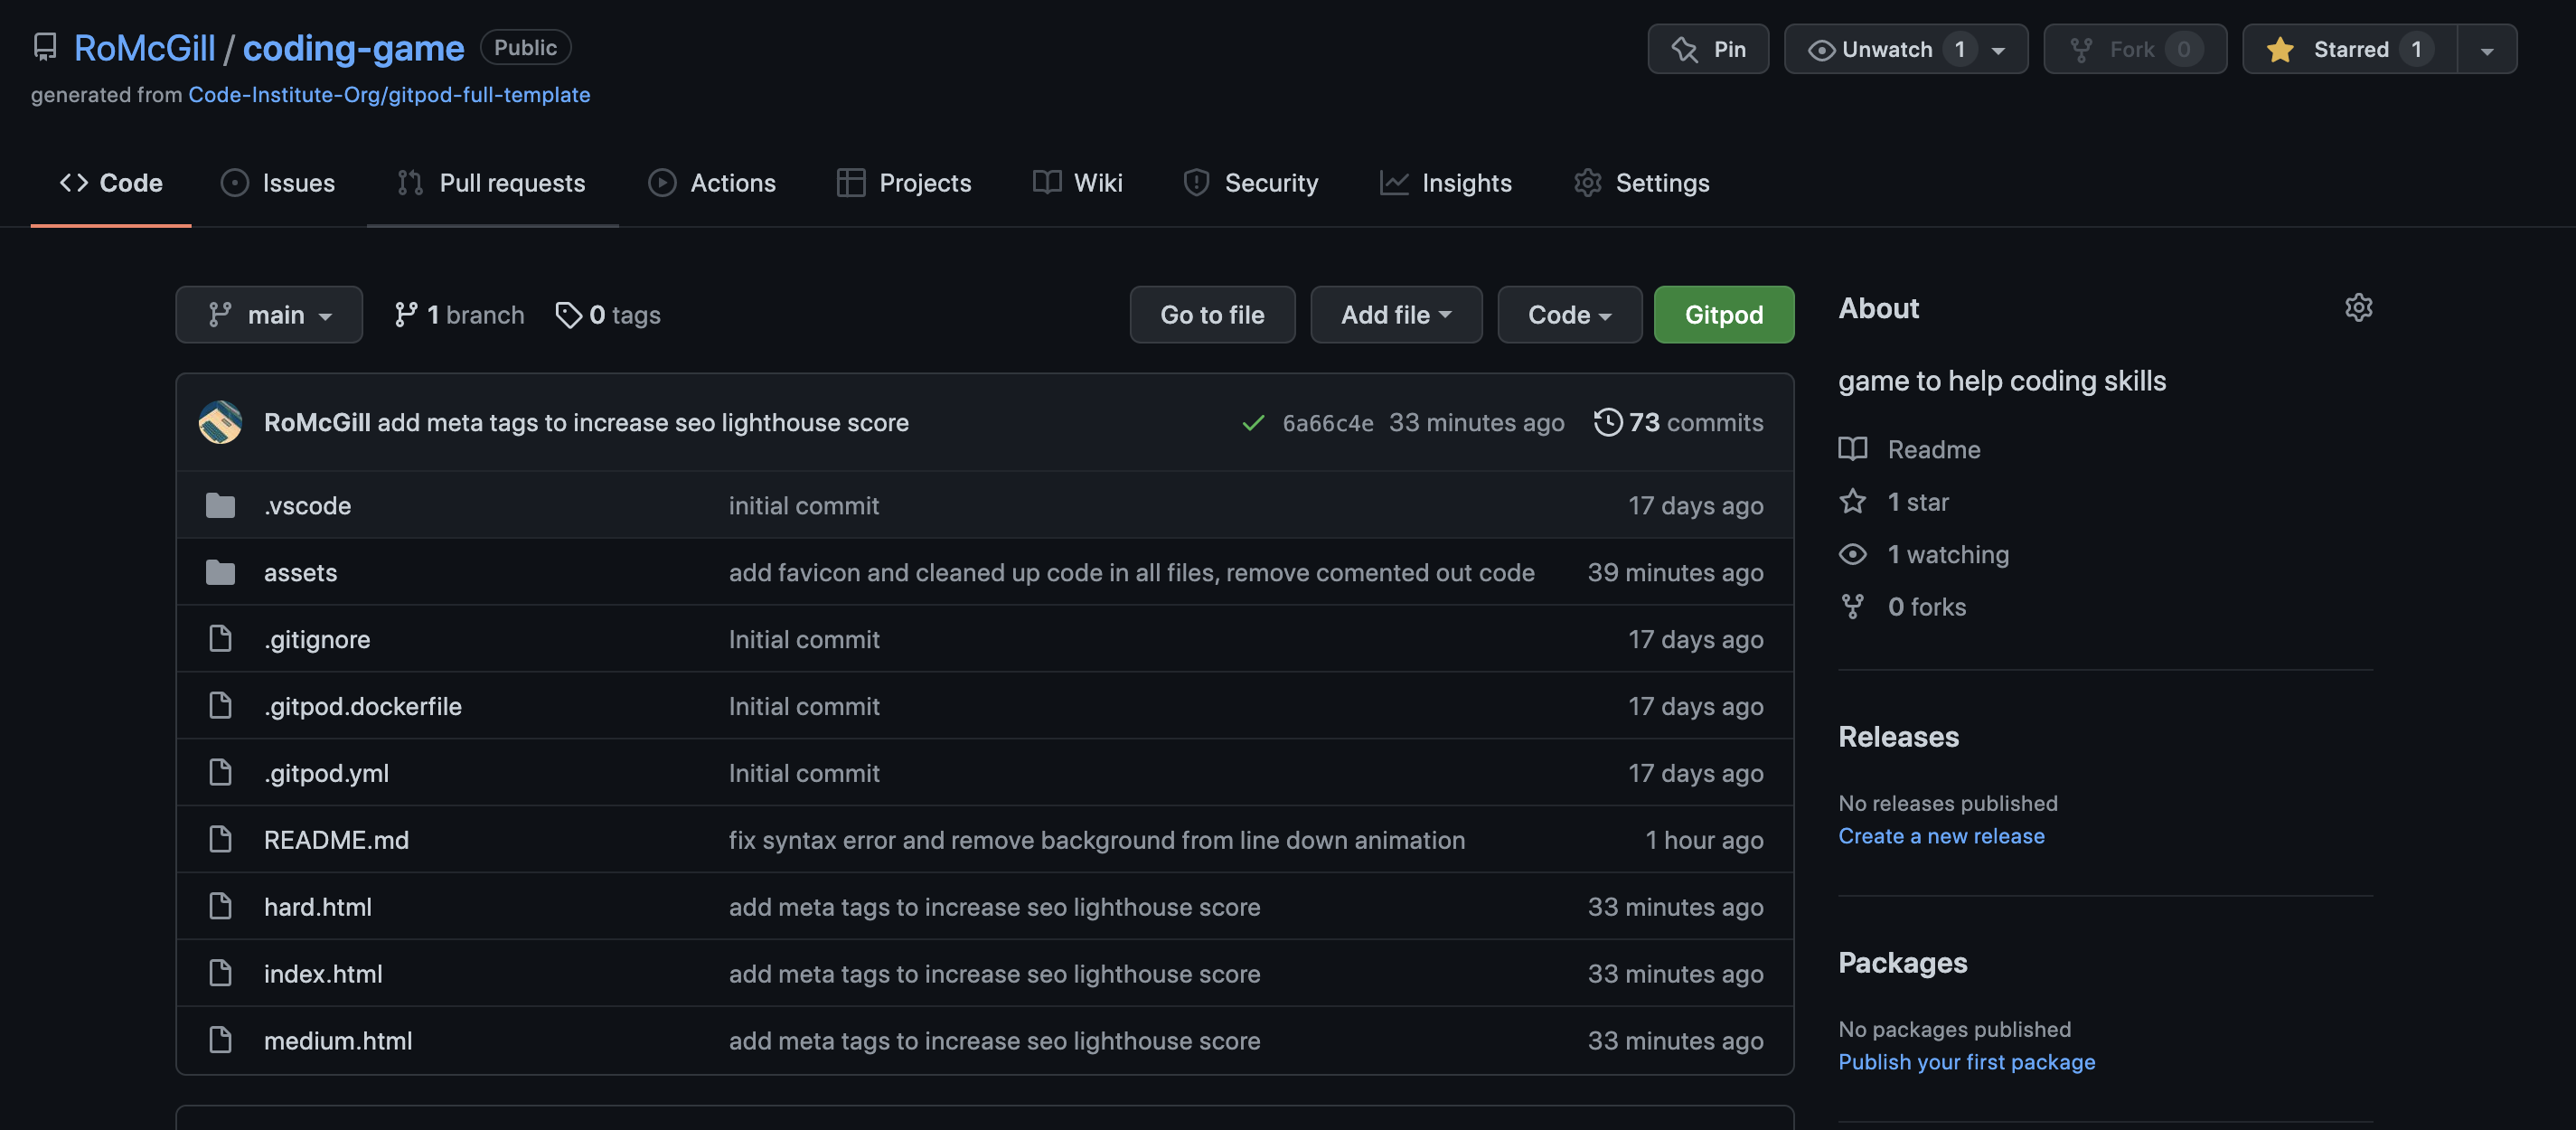 RoMcGill / coding-game Public
Pin Unwatch 1 Fork 0 Starred 1
generated from Code-Institute-Org/gitpod-full-template
Code Issues Pull requests Actions Projects Wiki Security Insights Settings
main 1 branch 0 tags Go to file Add file Code Gitpod
RoMcGill add meta tags to increase seo lighthouse score 6a66c4e 33 minutes ago 73 commits
.vscode initial commit 17 days ago
assets add favicon and cleaned up code in all files, remove comented out code 39 minutes ago
.gitignore Initial commit 17 days ago
.gitpod.dockerfile Initial commit 17 days ago
.gitpod.yml Initial commit 17 days ago
README.md fix syntax error and remove background from line down animation 1 hour ago
hard.html add meta tags to increase seo lighthouse score 33 minutes ago
index.html add meta tags to increase seo lighthouse score 33 minutes ago
medium.html add meta tags to increase seo lighthouse score 33 minutes ago
About
game to help coding skills
Readme
1 star
1 watching
0 forks
Releases
No releases published
Create a new release
Packages
No packages published
Publish your first package